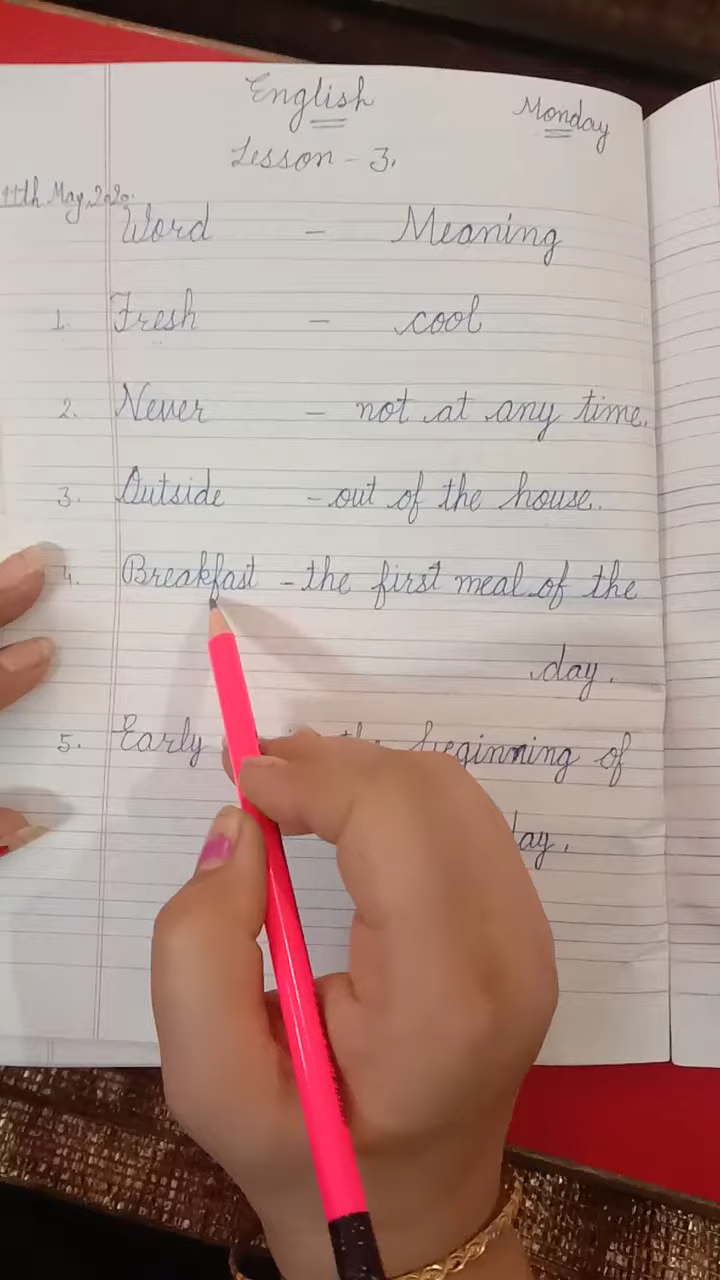 English
Monday
Lesson - 3.
11th May, 2020.
Word - Meaning
1. Fresh - cool
2. Never - not at any time.
3. Outside - out of the house.
4. Breakfast - the first meal of the
day.
5. Early the beginning of
day.